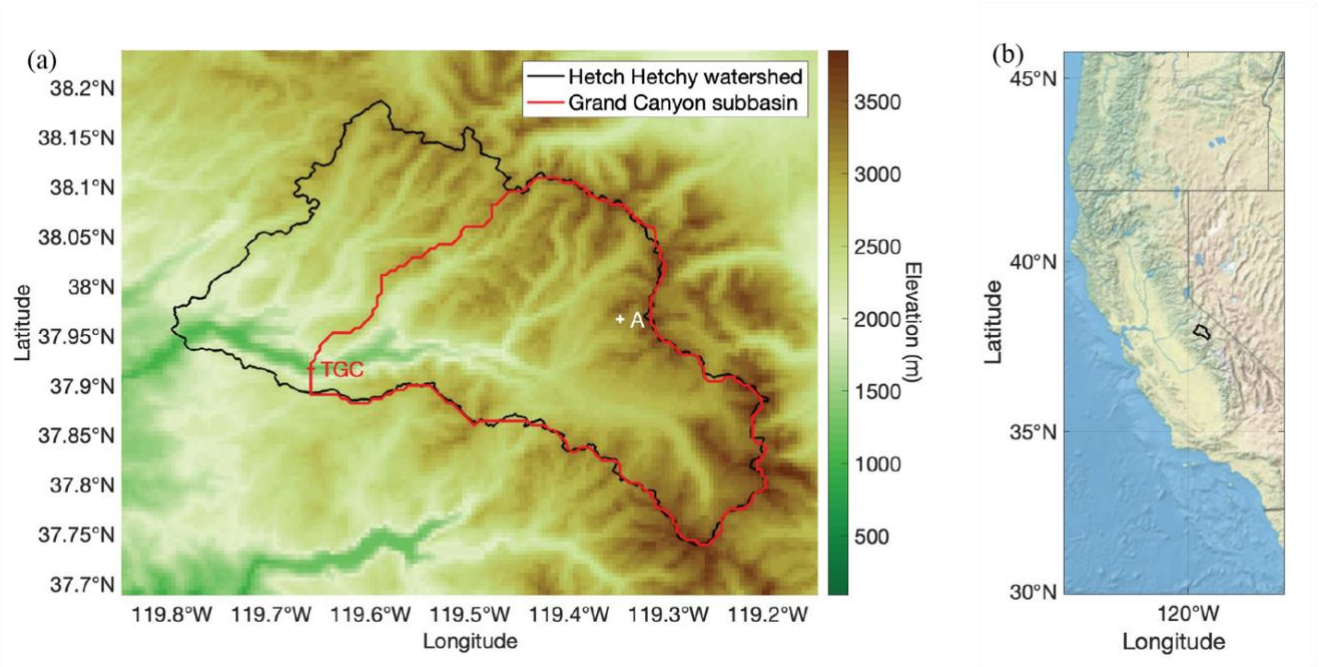 (a)
Hetch Hetchy watershed
Grand Canyon subbasin
38.2°N
38.15°N
38.1°N
38.05°N
38°N
37.95°N
37.9°N
37.85°N
37.8°N
37.75°N
37.7°N
Latitude
TGC
A
119.8°W 119.7°W 119.6°W 119.5°W 119.4°W 119.3°W 119.2°W
Longitude
3500
3000
2500
2000
1500
1000
500
Elevation (m)
(b)
45°N
40°N
35°N
30°N
Latitude
120°W
Longitude